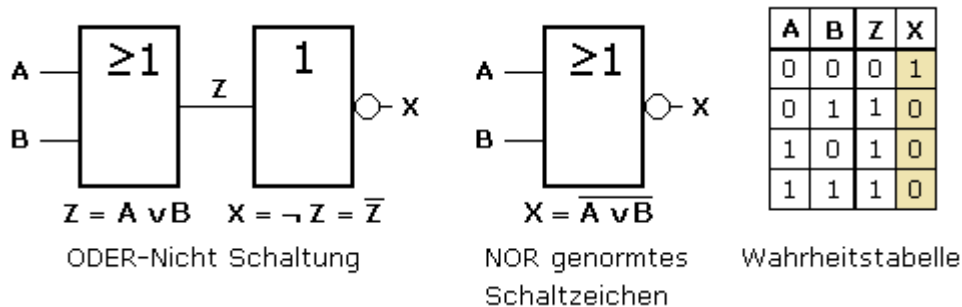 ≥1 1 ≥1
A Z X A X
B B
Z = A ∨ B X = ¬ Z = Z̅ X = A̅ ̅∨̅ ̅B̅
ODER-Nicht Schaltung
NOR genormtes
Schaltzeichen
A B Z X
0 0 0 1
0 1 1 0
1 0 1 0
1 1 1 0
Wahrheitstabelle